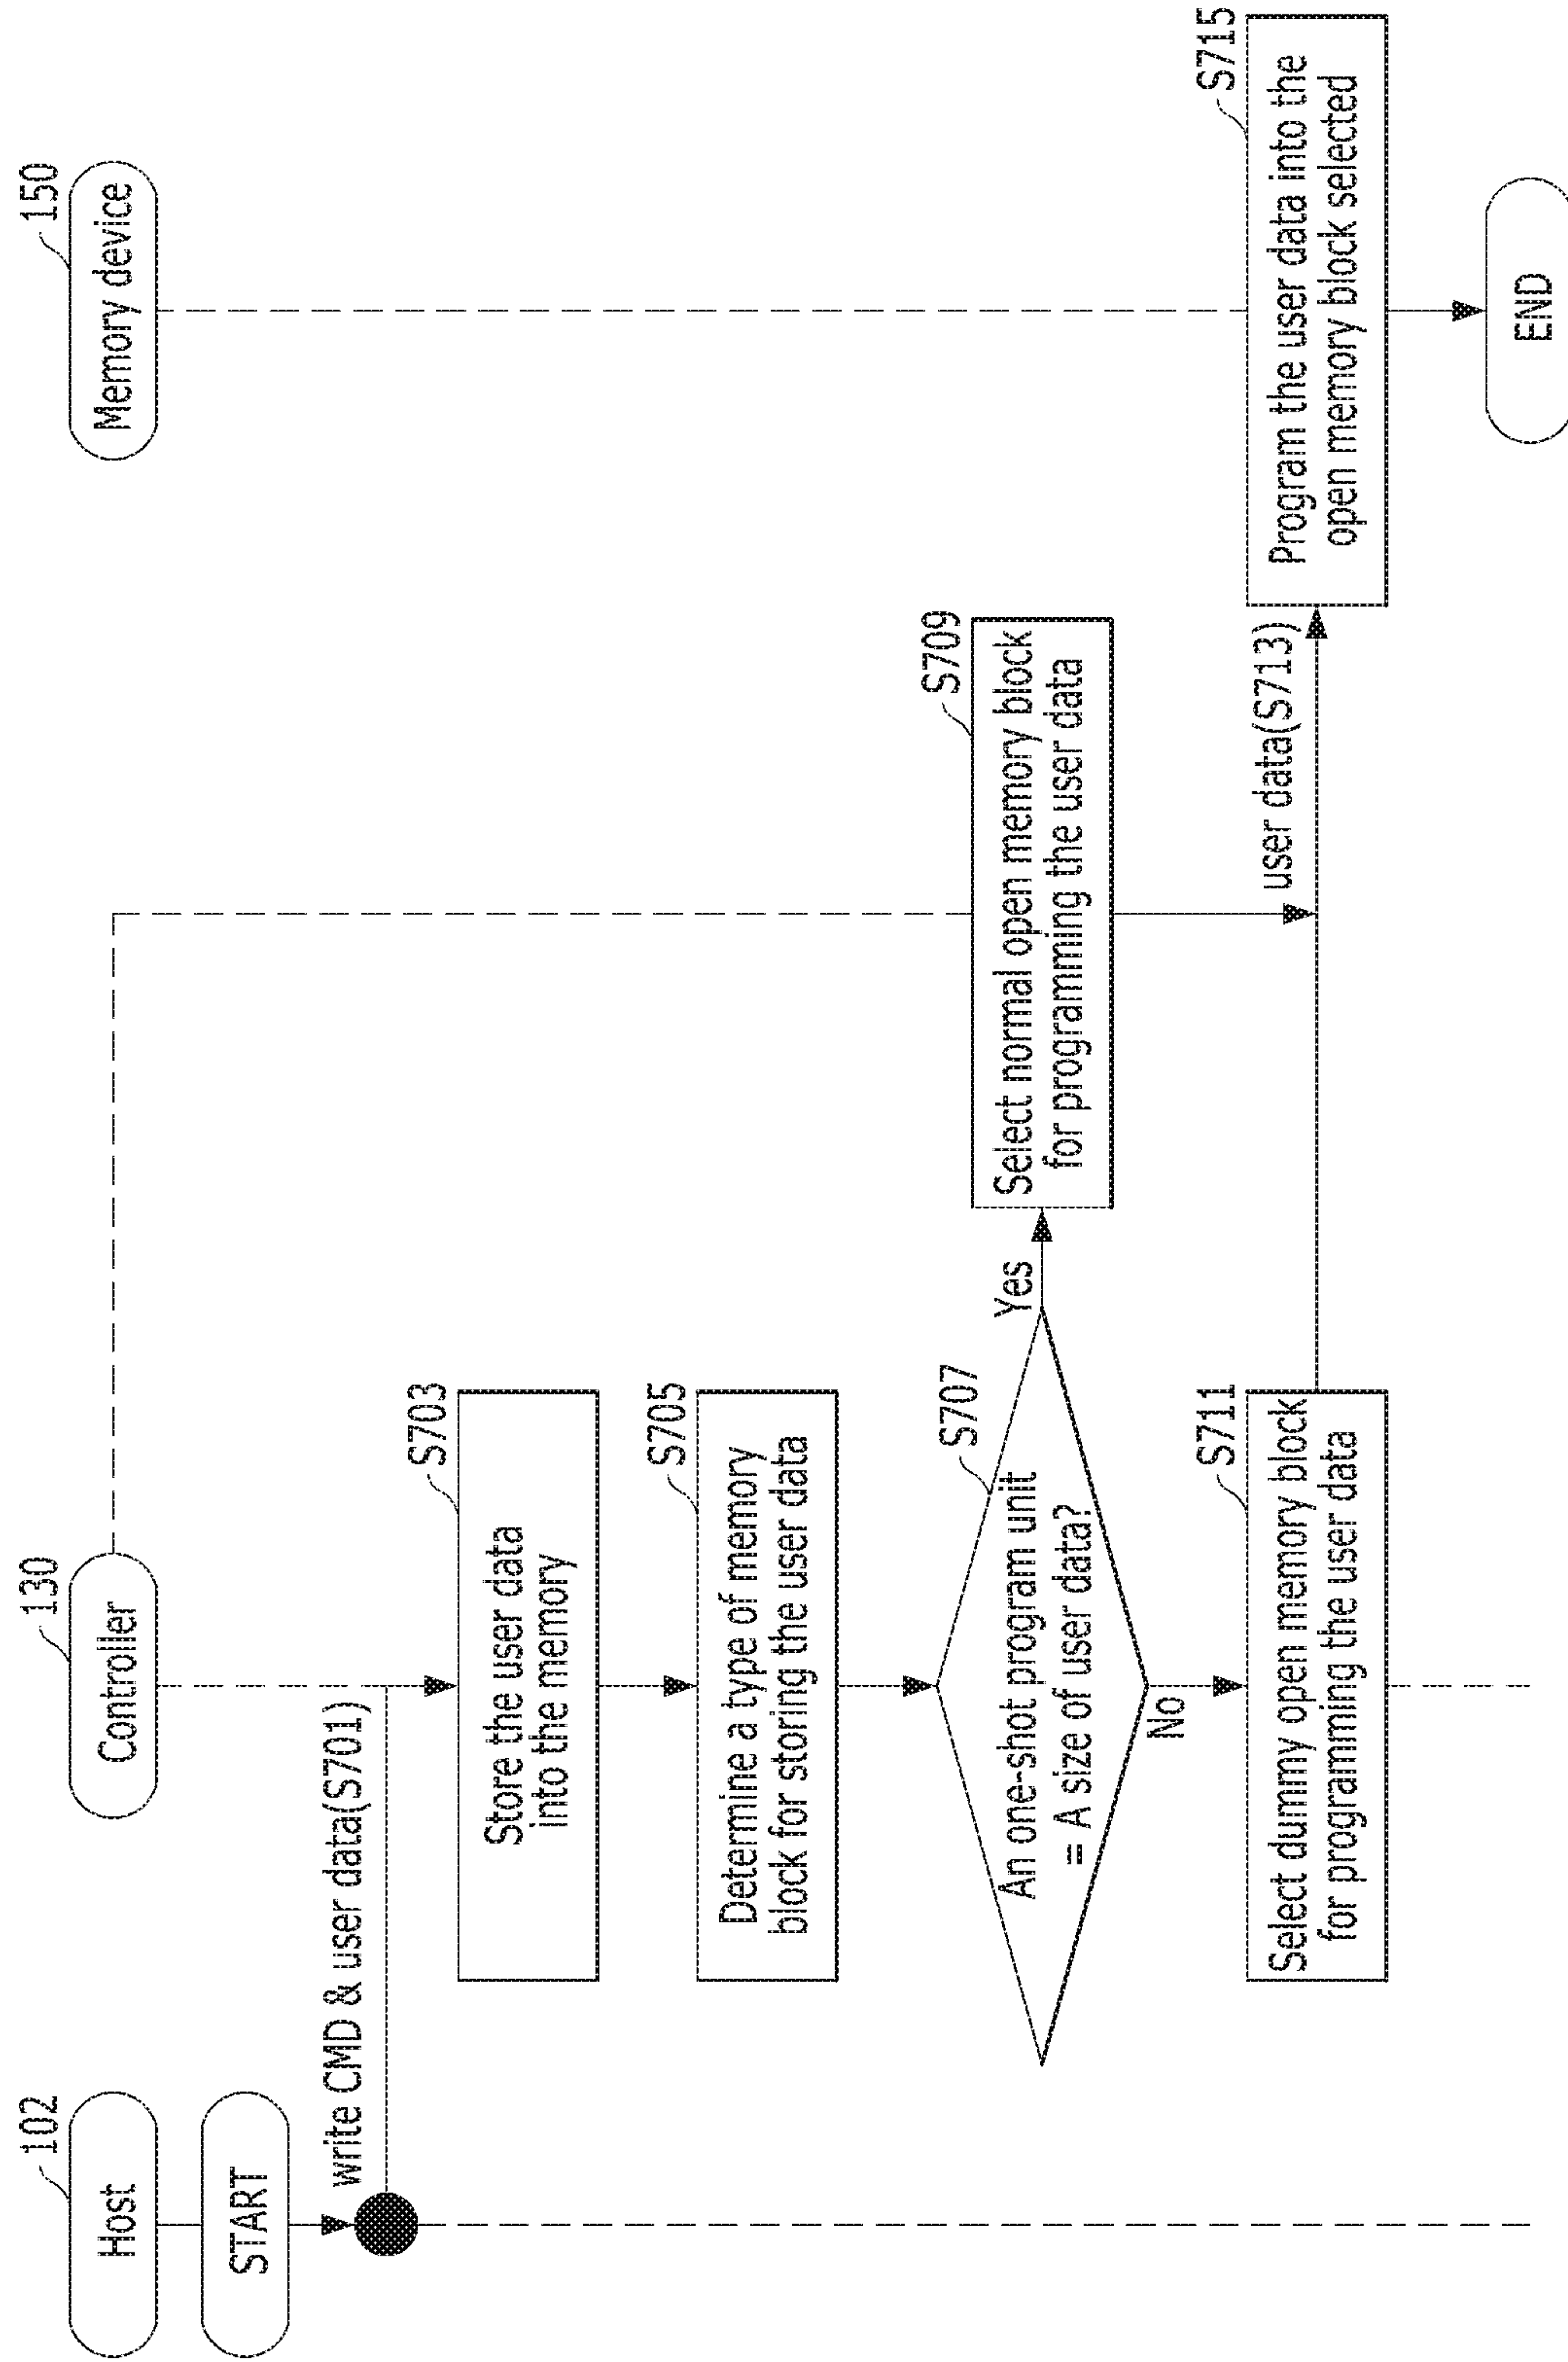 102
Host
130
Controller
150
Memory device
START
write CMD & user data(S701)
S703
Store the user data
into the memory
S705
Determine a type of memory
block for storing the user data
S707
An one-shot program unit
= A size of user data?
Yes
No
S709
Select normal open memory block
for programming the user data
S711
Select dummy open memory block
for programming the user data
user data(S713)
S715
Program the user data into the
open memory block selected
END